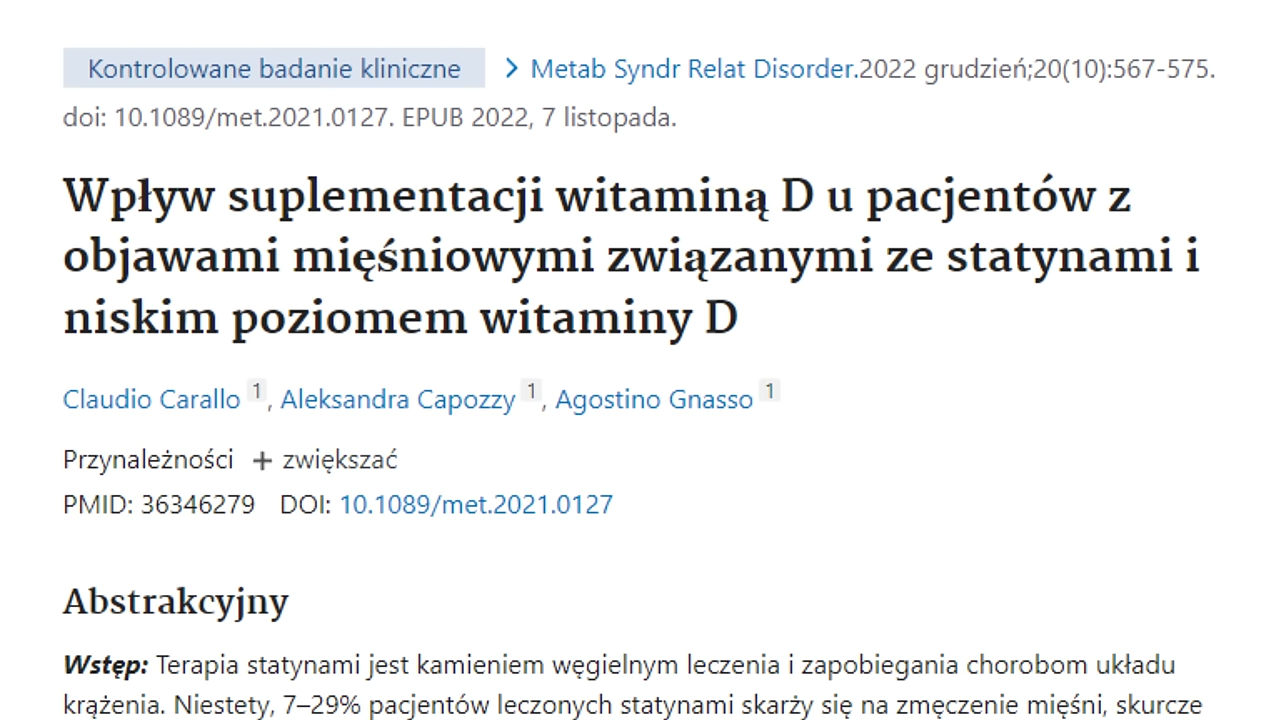 Kontrolowane badanie kliniczne > Metab Syndr Relat Disorder.2022 grudzień;20(10):567-575.
doi: 10.1089/met.2021.0127. EPUB 2022, 7 listopada.
Wpływ suplementacji witaminą D u pacjentów z
objawami mięśniowymi związanymi ze statynami i
niskim poziomem witaminy D
Claudio Carallo 1, Aleksandra Capozzy 1, Agostino Gnasso 1
Przynależności + zwiększać
PMID: 36346279 DOI: 10.1089/met.2021.0127
Abstrakcyjny
Wstęp: Terapia statynami jest kamieniem węgielnym leczenia i zapobiegania chorobom układu
krążenia. Niestety, 7–29% pacjentów leczonych statynami skarży się na zmęczenie mięśni, skurcze